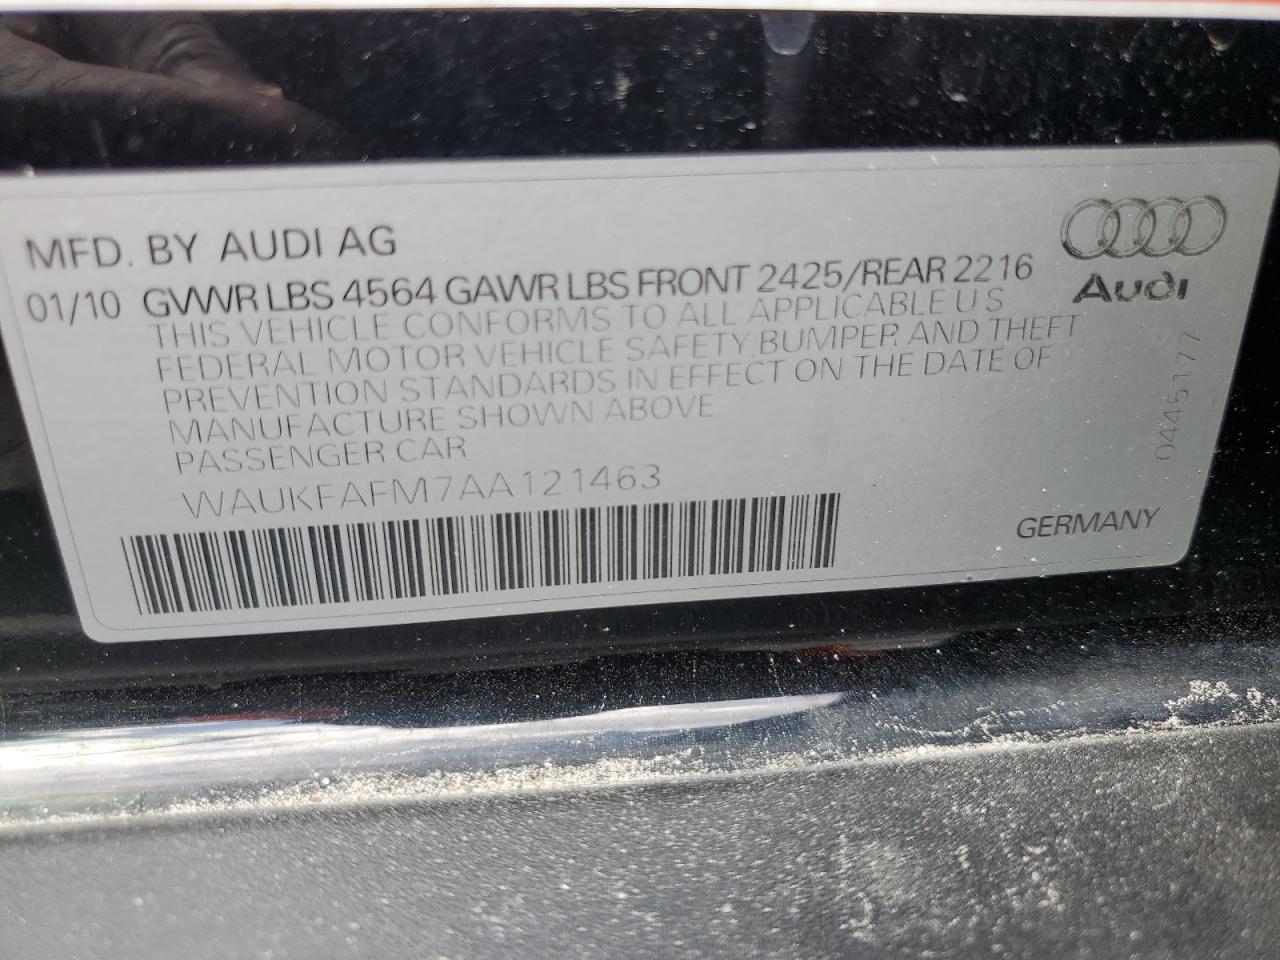 MFD. BY AUDI AG
01/10 GVWR LBS 4564 GAWR LBS FRONT 2425/REAR 2216
THIS VEHICLE CONFORMS TO ALL APPLICABLE U S
FEDERAL MOTOR VEHICLE SAFETY, BUMPER, AND THEFT
PREVENTION STANDARDS IN EFFECT ON THE DATE OF
MANUFACTURE SHOWN ABOVE
PASSENGER CAR
WAUKFAFM7AA121463
Audi
0445177
GERMANY